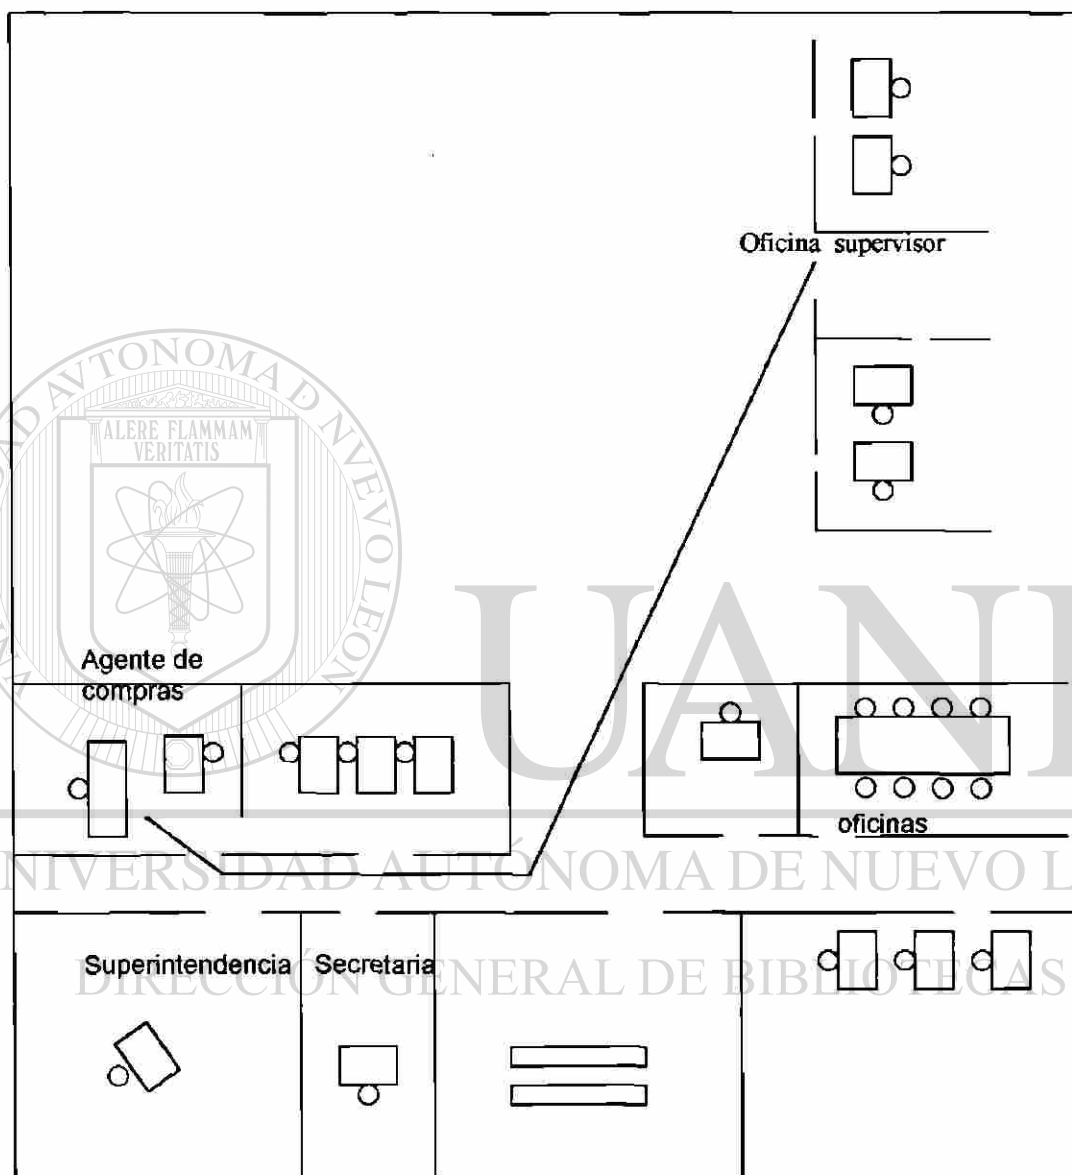 Oficina supervisor
ALERE FLAMMAM
VERITATIS
Agente de
compras
oficinas
UNIVERSIDAD AUTÓNOMA DE NUEVO L
Superintendencia Secretaria
DIRECCIÓN GENERAL DE BIBLIOTECAS